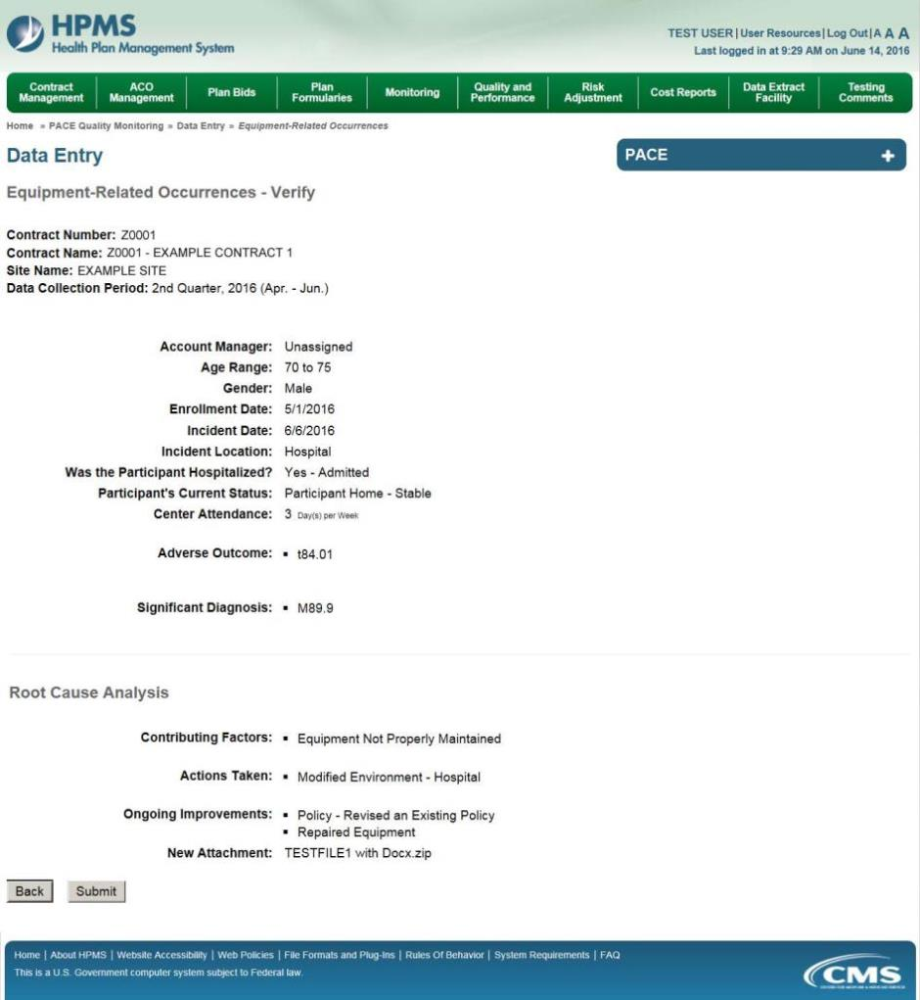 HPMS
Health Plan Management System
TEST USER | User Resources | Log Out | A A A
Last logged in at 9:29 AM on June 14, 2016
Contract Management
ACO Management
Plan Bids
Plan Formularies
Monitoring
Quality and Performance
Risk Adjustment
Cost Reports
Data Extract Facility
Testing Comments
Home » PACE Quality Monitoring » Data Entry » Equipment-Related Occurrences
Data Entry
PACE +
Equipment-Related Occurrences - Verify
Contract Number: Z0001
Contract Name: Z0001 - EXAMPLE CONTRACT 1
Site Name: EXAMPLE SITE
Data Collection Period: 2nd Quarter, 2016 (Apr. - Jun.)
Account Manager: Unassigned
Age Range: 70 to 75
Gender: Male
Enrollment Date: 5/1/2016
Incident Date: 6/6/2016
Incident Location: Hospital
Was the Participant Hospitalized? Yes - Admitted
Participant's Current Status: Participant Home - Stable
Center Attendance: 3 Day(s) per Week
Adverse Outcome: ▪ t84.01
Significant Diagnosis: ▪ M89.9
Root Cause Analysis
Contributing Factors: ▪ Equipment Not Properly Maintained
Actions Taken: ▪ Modified Environment - Hospital
Ongoing Improvements: ▪ Policy - Revised an Existing Policy
▪ Repaired Equipment
New Attachment: TESTFILE1 with Docx.zip
Back Submit
Home | About HPMS | Website Accessibility | Web Policies | File Formats and Plug-Ins | Rules Of Behavior | System Requirements | FAQ
This is a U.S. Government computer system subject to Federal law.
CMS